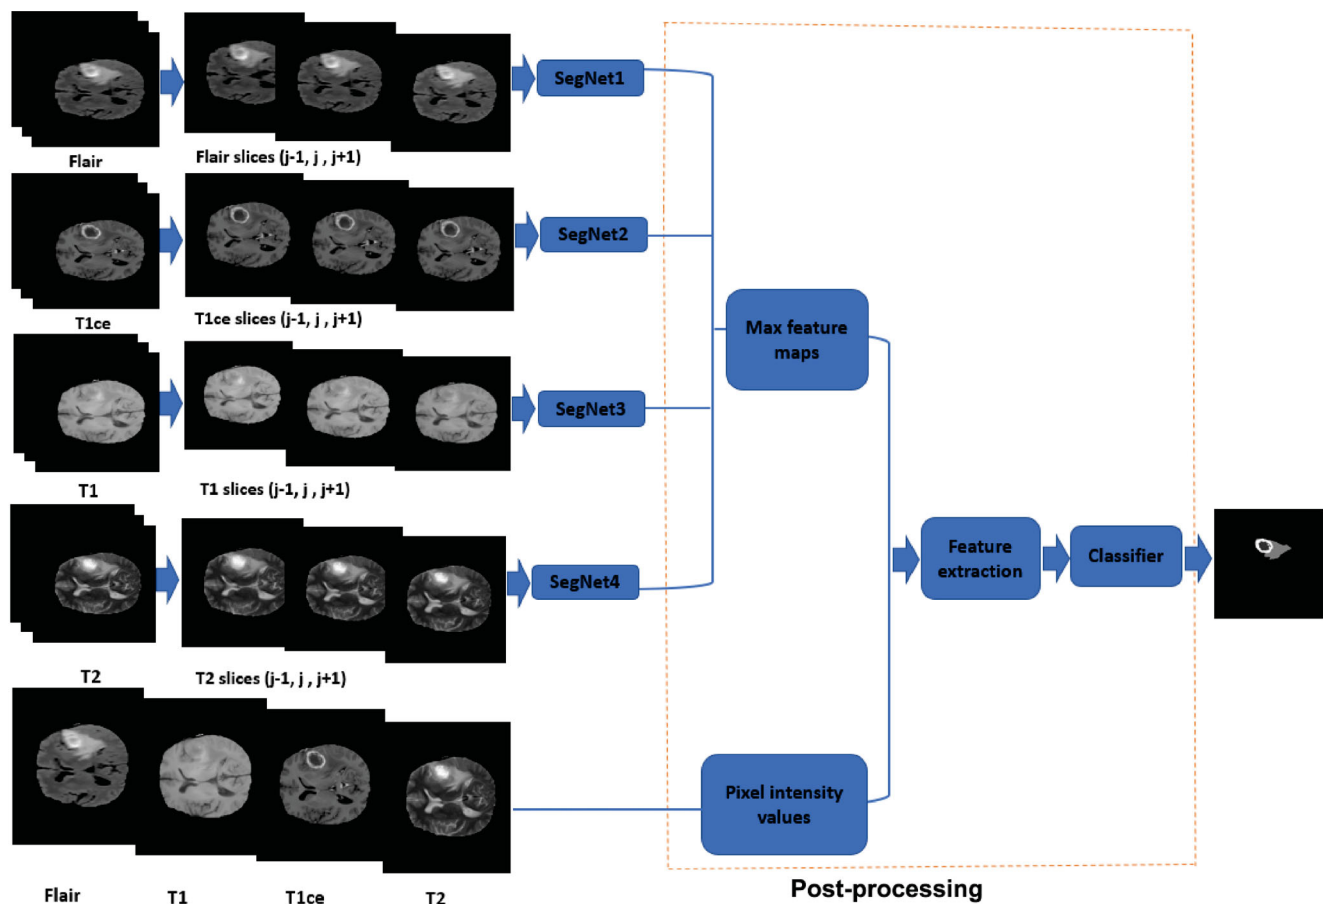 SegNet1
Flair
Flair slices (j-1, j , j+1)
SegNet2
T1ce
T1ce slices (j-1, j , j+1)
Max feature
maps
SegNet3
T1
T1 slices (j-1, j , j+1)
Feature
extraction
Classifier
SegNet4
T2
T2 slices (j-1, j , j+1)
Pixel intensity
values
Flair
T1
T1ce
T2
Post-processing